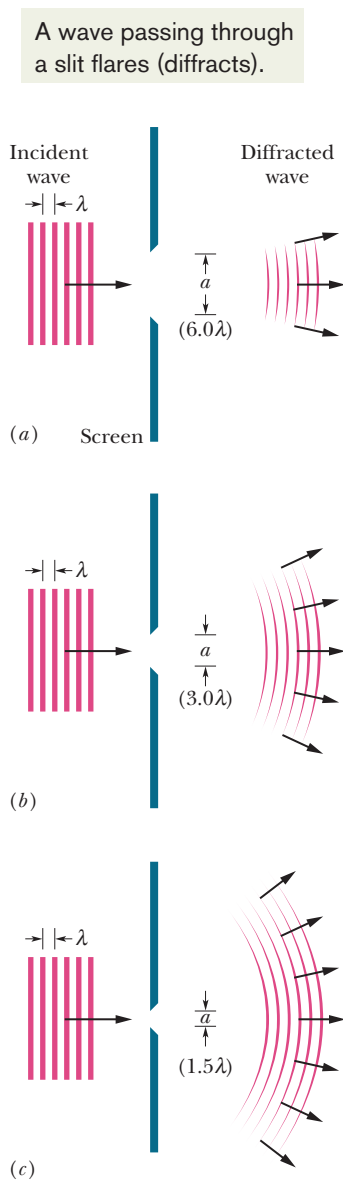 A wave passing through
a slit flares (diffracts).
Incident
wave
Diffracted
wave
λ
a
(6.0λ)
(a)
Screen
λ
a
(3.0λ)
(b)
λ
a
(1.5λ)
(c)